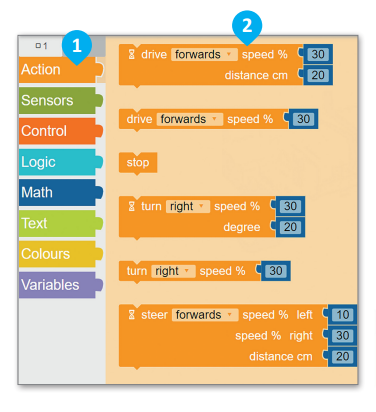 1
2
1
Action
Sensors
Control
Logic
Math
Text
Colours
Variables
drive forwards speed % 30
distance cm 20
drive forwards speed % 30
stop
turn right speed % 30
degree 20
turn right speed % 30
steer forwards speed % left 10
speed % right 30
distance cm 20